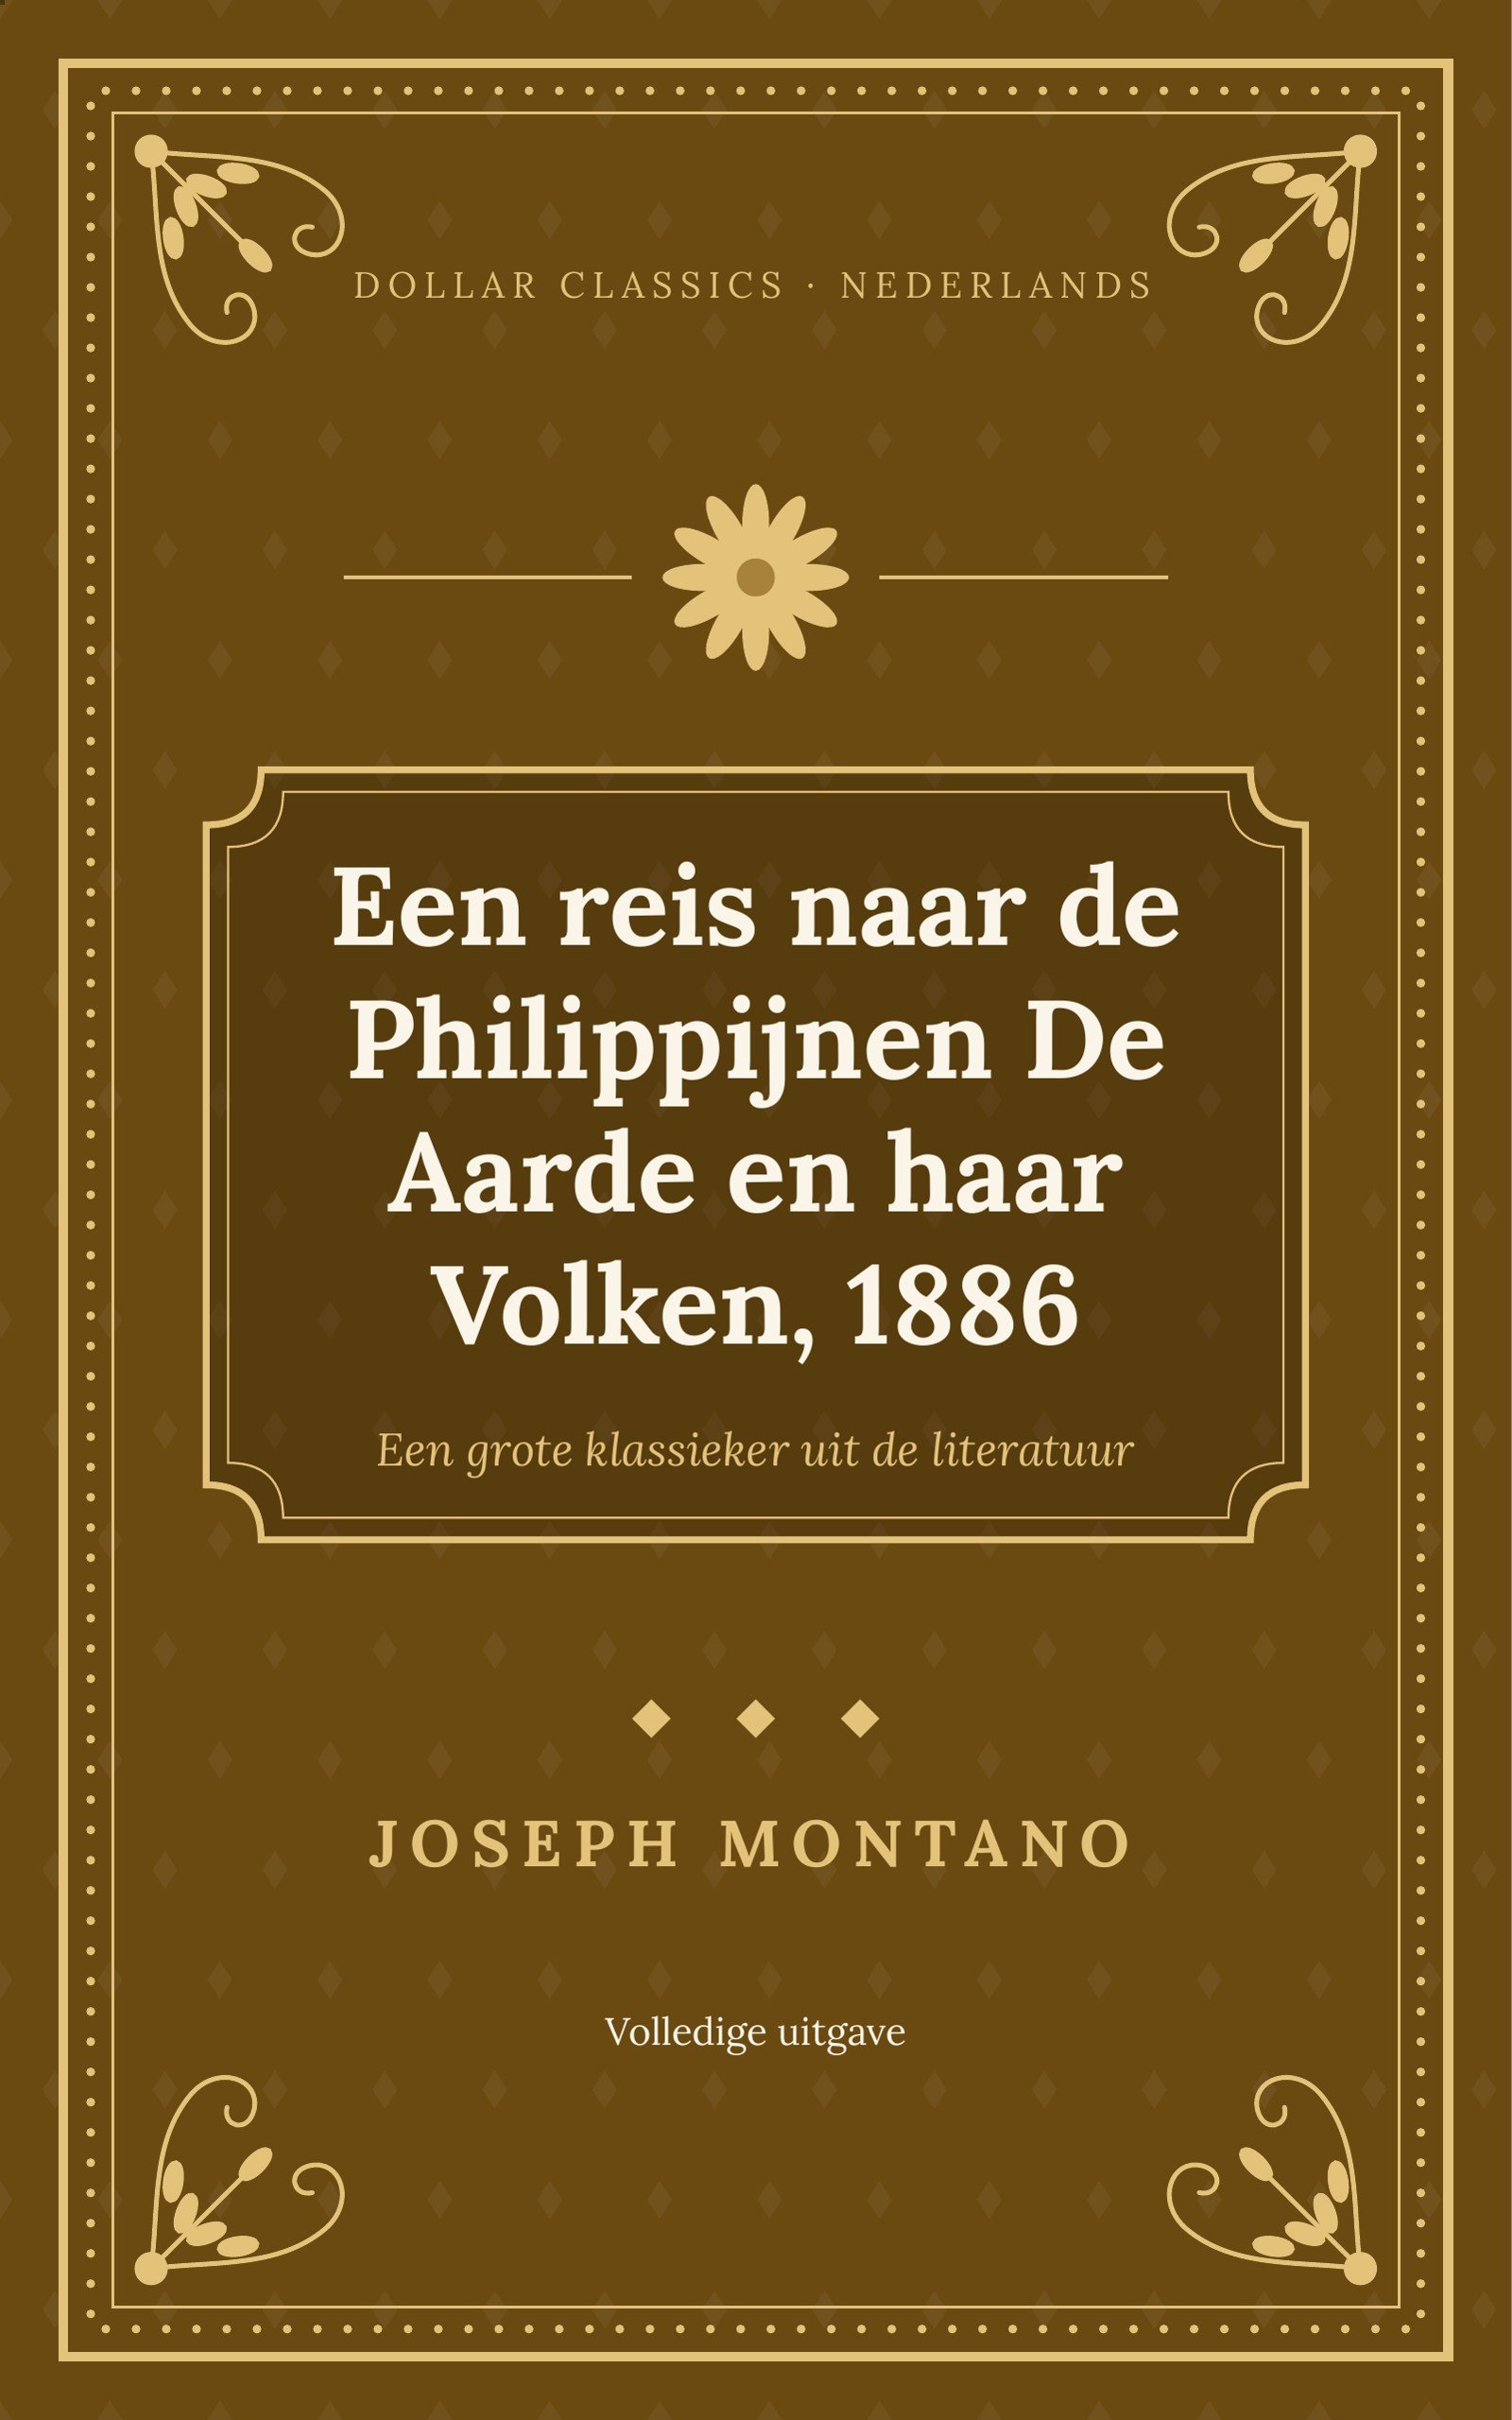 DOLLAR CLASSICS · NEDERLANDS
Een reis naar de
Philippijnen De
Aarde en haar
Volken, 1886
Een grote klassieker uit de literatuur
JOSEPH MONTANO
Volledige uitgave